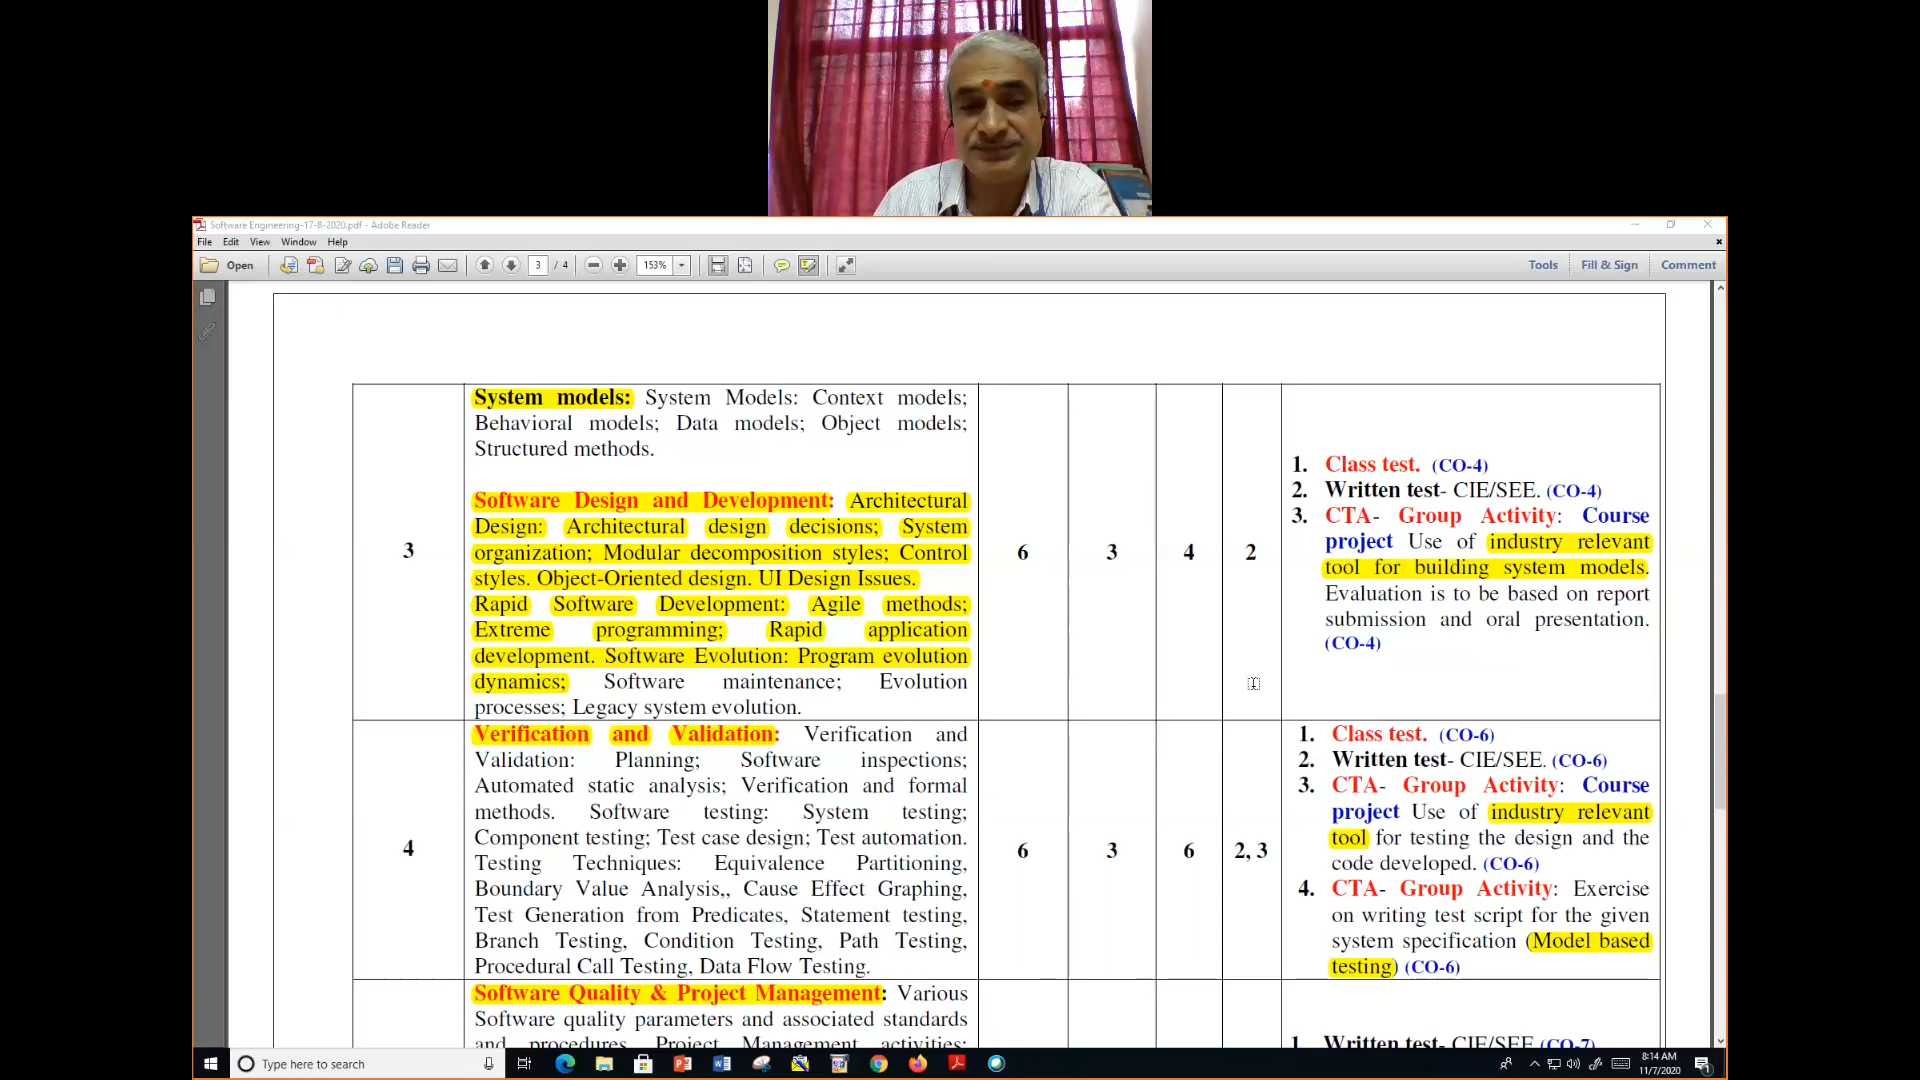 Software Engineering-17-8-2020.pdf - Adobe Reader
File Edit View Window Help
Open 3 / 4 153% Tools Fill & Sign Comment
3
System models: System Models: Context models;
Behavioral models; Data models; Object models;
Structured methods.
Software Design and Development: Architectural
Design: Architectural design decisions; System
organization; Modular decomposition styles; Control
styles. Object-Oriented design. UI Design Issues.
Rapid Software Development: Agile methods;
Extreme programming; Rapid application
development. Software Evolution: Program evolution
dynamics; Software maintenance; Evolution
processes; Legacy system evolution.
6 3 4 2
1. Class test. (CO-4)
2. Written test- CIE/SEE. (CO-4)
3. CTA- Group Activity: Course
project Use of industry relevant
tool for building system models.
Evaluation is to be based on report
submission and oral presentation.
(CO-4)
4
Verification and Validation: Verification and
Validation: Planning; Software inspections;
Automated static analysis; Verification and formal
methods. Software testing: System testing;
Component testing; Test case design; Test automation.
Testing Techniques: Equivalence Partitioning,
Boundary Value Analysis,, Cause Effect Graphing,
Test Generation from Predicates, Statement testing,
Branch Testing, Condition Testing, Path Testing,
Procedural Call Testing, Data Flow Testing.
6 3 6 2, 3
1. Class test. (CO-6)
2. Written test- CIE/SEE. (CO-6)
3. CTA- Group Activity: Course
project Use of industry relevant
tool for testing the design and the
code developed. (CO-6)
4. CTA- Group Activity: Exercise
on writing test script for the given
system specification (Model based
testing) (CO-6)
Software Quality & Project Management: Various
Software quality parameters and associated standards
and procedures. Project Management activities;
1. Written test- CIE/SEE (CO-7)
Type here to search
8:14 AM
11/7/2020